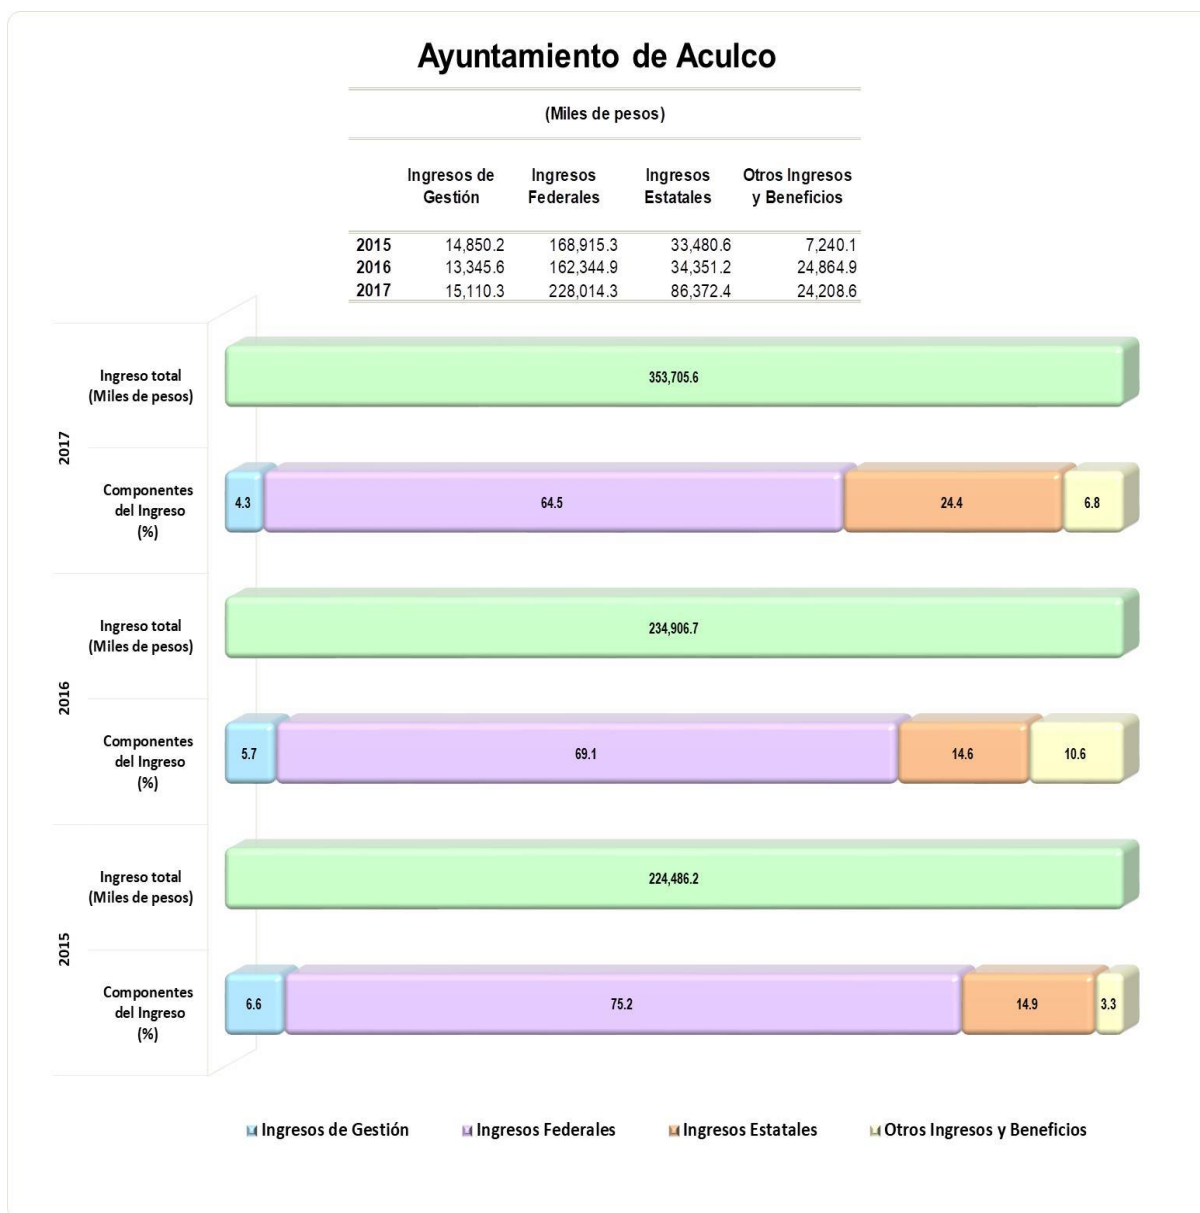 Ayuntamiento de Aculco
(Miles de pesos)
Ingresos de Ingresos Ingresos Otros Ingresos
Gestión Federales Estatales y Beneficios
2015 14,850.2 168,915.3 33,480.6 7,240.1
2016 13,345.6 162,344.9 34,351.2 24,864.9
2017 15,110.3 228,014.3 86,372.4 24,208.6
2017
Ingreso total
(Miles de pesos)
353,705.6
Componentes
del Ingreso
(%)
4.3 64.5 24.4 6.8
2016
Ingreso total
(Miles de pesos)
234,906.7
Componentes
del Ingreso
(%)
5.7 69.1 14.6 10.6
2015
Ingreso total
(Miles de pesos)
224,486.2
Componentes
del Ingreso
(%)
6.6 75.2 14.9 3.3
Ingresos de Gestión Ingresos Federales Ingresos Estatales Otros Ingresos y Beneficios